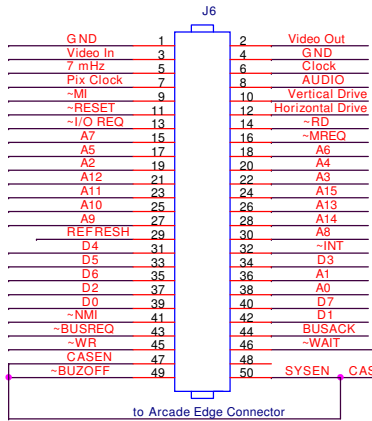 J6
GND 1 2 Video Out
Video In 3 4 GND
7 mHz 5 6 Clock
Pix Clock 7 8 AUDIO
~MI 9 10 Vertical Drive
~RESET 11 12 Horizontal Drive
~I/O REQ 13 14 ~RD
A7 15 16 ~MREQ
A5 17 18 A6
A2 19 20 A4
A12 21 22 A3
A11 23 24 A15
A10 25 26 A13
A9 27 28 A14
REFRESH 29 30 A8
D4 31 32 ~INT
D5 33 34 D3
D6 35 36 A1
D2 37 38 A0
D0 39 40 D7
~NMI 41 42 D1
~BUSREQ 43 44 BUSACK
~WR 45 46 ~WAIT
CASEN 47 48
~BUZOFF 49 50 SYSEN CAS
to Arcade Edge Connector